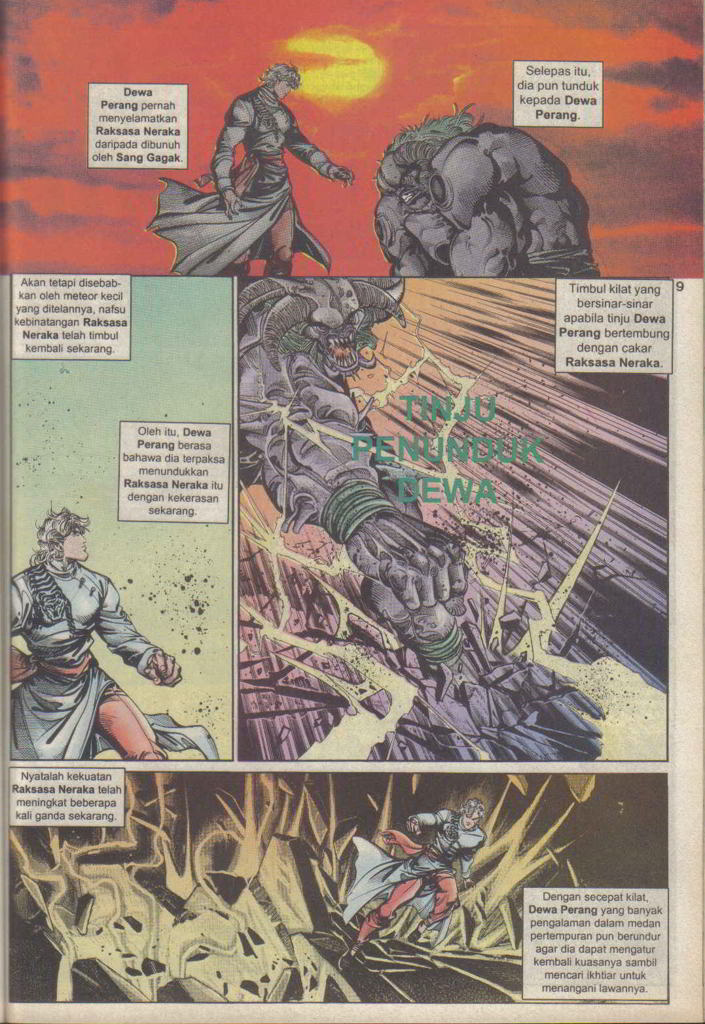 Dewa
Perang pernah
menyelamatkan
Raksasa Neraka
daripada dibunuh
oleh Sang Gagak.
Selepas itu,
dia pun tunduk
kepada Dewa
Perang.
Akan tetapi disebab-
kan oleh meteor kecil
yang ditelannya, nafsu
kebinatangan Raksasa
Neraka telah timbul
kembali sekarang.
Oleh itu, Dewa
Perang berasa
bahawa dia terpaksa
menundukkan
Raksasa Neraka itu
dengan kekerasan
sekarang.
Timbul kilat yang
bersinar-sinar
apabila tinju Dewa
Perang bertembung
dengan cakar
Raksasa Neraka.
9
TINJU
PENUNDUK
DEWA
Nyatalah kekuatan
Raksasa Neraka telah
meningkat beberapa
kali ganda sekarang.
Dengan secepat kilat,
Dewa Perang yang banyak
pengalaman dalam medan
pertempuran pun berundur
agar dia dapat mengatur
kembali kuasanya sambil
mencari ikhtiar untuk
menangani lawannya.